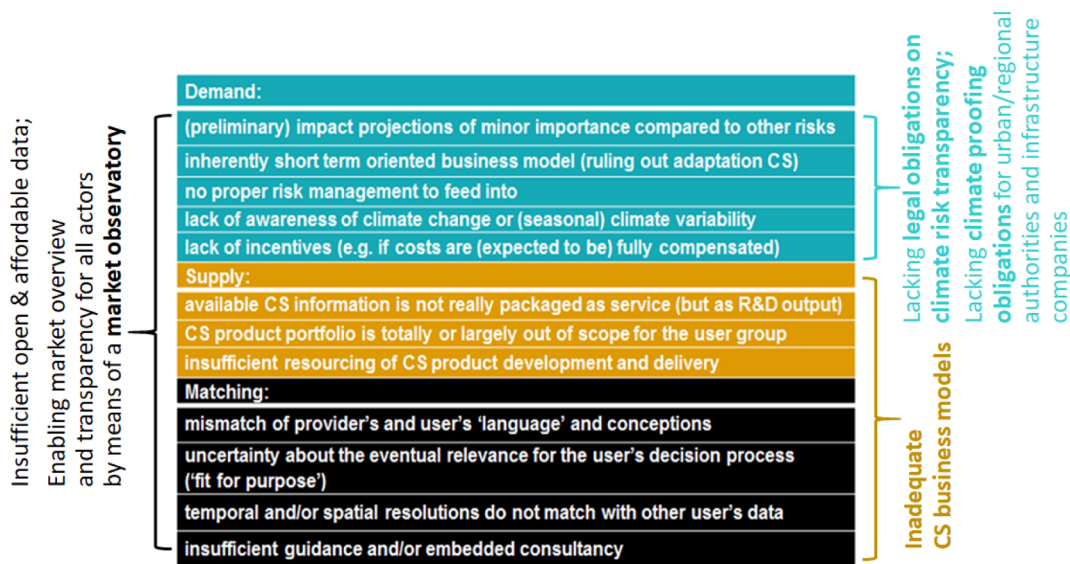 Insufficient open & affordable data;
Enabling market overview
and transparency for all actors
by means of a market observatory
Demand:
(preliminary) impact projections of minor importance compared to other risks
inherently short term oriented business model (ruling out adaptation CS)
no proper risk management to feed into
lack of awareness of climate change or (seasonal) climate variability
lack of incentives (e.g. if costs are (expected to be) fully compensated)
Supply:
available CS information is not really packaged as service (but as R&D output)
CS product portfolio is totally or largely out of scope for the user group
insufficient resourcing of CS product development and delivery
Matching:
mismatch of provider's and user's 'language' and conceptions
uncertainty about the eventual relevance for the user's decision process
('fit for purpose')
temporal and/or spatial resolutions do not match with other user's data
insufficient guidance and/or embedded consultancy
Lacking legal obligations on
climate risk transparency;
Lacking climate proofing
obligations for urban/regional
authorities and infrastructure
companies
Inadequate
CS business models